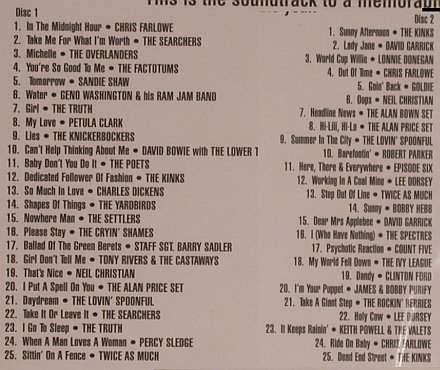 This is the soundtrack to a memorabl
Disc 1
1. In The Midnight Hour • CHRIS FARLOWE
2. Take Me For What I'm Worth • THE SEARCHERS
3. Michelle • THE OVERLANDERS
4. You're So Good To Me • THE FACTOTUMS
5. Tomorrow • SANDIE SHAW
6. Water • GENO WASHINGTON & his RAM JAM BAND
7. Girl • THE TRUTH
8. My Love • PETULA CLARK
9. Lies • THE KNICKERBOCKERS
10. Can't Help Thinking About Me • DAVID BOWIE with THE LOWER T
11. Baby Don't You Do It • THE POETS
12. Dedicated Follower Of Fashion • THE KINKS
13. So Much In Love • CHARLES DICKENS
14. Shapes Of Things • THE YARDBIRDS
15. Nowhere Man • THE SETTLERS
16. Please Stay • THE CRYIN' SHAMES
17. Ballad Of The Green Berets • STAFF SGT. BARRY SADLER
18. Girl Don't Tell Me • TONY RIVERS & THE CASTAWAYS
19. That's Nice • NEIL CHRISTIAN
20. I Put A Spell On You • THE ALAN PRICE SET
21. Daydream • THE LOVIN' SPOONFUL
22. Take It Or Leave It • THE SEARCHERS
23. I Go To Sleep • THE TRUTH
24. When A Man Loves A Woman • PERCY SLEDGE
25. Sittin' On A Fence • TWICE AS MUCH
Disc 2
1. Sunny Afternoon • THE KINKS
2. Lady Jane • DAVID GARRICK
3. World Cup Willie • LONNIE DONEGAN
4. Out Of Time • CHRIS FARLOWE
5. Goin' Back • GOLDIE
6. Oops • NEIL CHRISTIAN
7. Headline News • THE ALAN BOWN SET
8. Hi-Lili, Hi-Lo • THE ALAN PRICE SET
9. Summer In The City • THE LOVIN' SPOONFUL
10. Barefootin' • ROBERT PARKER
11. Here, There & Everywhere • EPISODE SIX
12. Working In A Coal Mine • LEE DORSEY
13. Step Out Of Line • TWICE AS MUCH
14. Sunny • BOBBY HEBB
15. Dear Mrs Applebee • DAVID GARRICK
16. I (Who Have Nothing) • THE SPECTRES
17. Psychotic Reaction • COUNT FIVE
18. My World Fell Down • THE IVY LEAGUE
19. Dandy • CLINTON FORD
20. I'm Your Puppet • JAMES & BOBBY PURIFY
21. Take A Giant Step • THE ROCKIN' BERRIES
22. Holy Cow • LEE DORSEY
23. It Keeps Rainin' • KEITH POWELL & THE VALETS
24. Ride On Baby • CHRIS FARLOWE
25. Dead End Street • THE KINKS